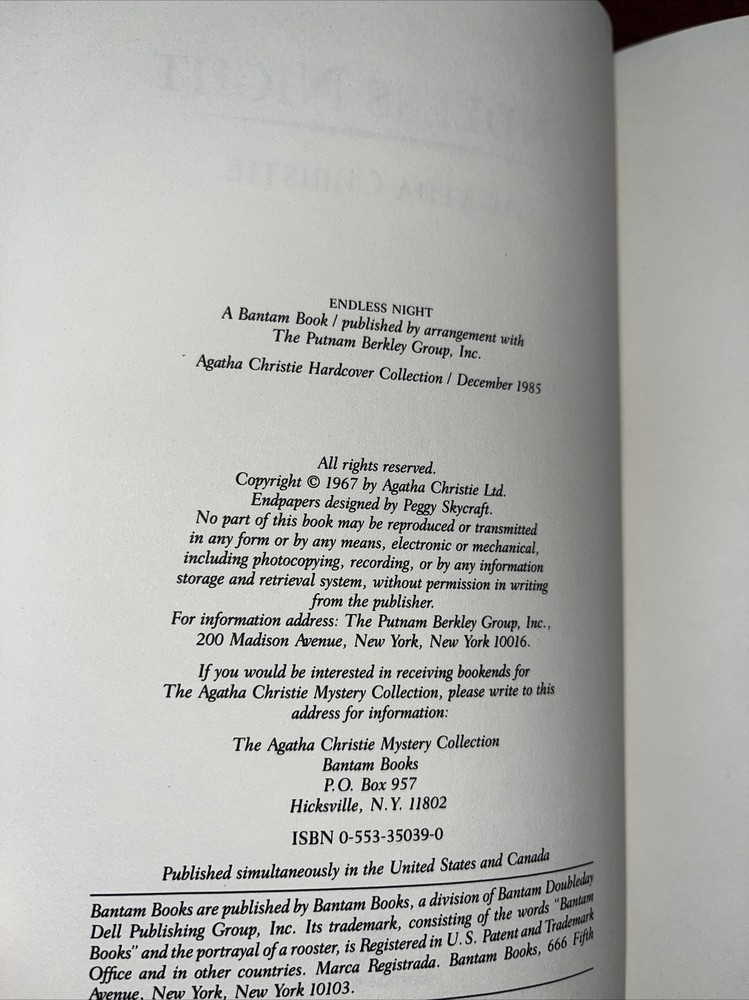 ENDLESS NIGHT
A Bantam Book / published by arrangement with
The Putnam Berkley Group, Inc.
Agatha Christie Hardcover Collection / December 1985
All rights reserved.
Copyright © 1967 by Agatha Christie Ltd.
Endpapers designed by Peggy Skycraft.
No part of this book may be reproduced or transmitted
in any form or by any means, electronic or mechanical,
including photocopying, recording, or by any information
storage and retrieval system, without permission in writing
from the publisher.
For information address: The Putnam Berkley Group, Inc.,
200 Madison Avenue, New York, New York 10016.
If you would be interested in receiving bookends for
The Agatha Christie Mystery Collection, please write to this
address for information:
The Agatha Christie Mystery Collection
Bantam Books
P.O. Box 957
Hicksville, N.Y. 11802
ISBN 0-553-35039-0
Published simultaneously in the United States and Canada
Bantam Books are published by Bantam Books, a division of Bantam Doubleday
Dell Publishing Group, Inc. Its trademark, consisting of the words "Bantam
Books" and the portrayal of a rooster, is Registered in U.S. Patent and Trademark
Office and in other countries. Marca Registrada. Bantam Books, 666 Fifth
Avenue, New York, New York 10103.